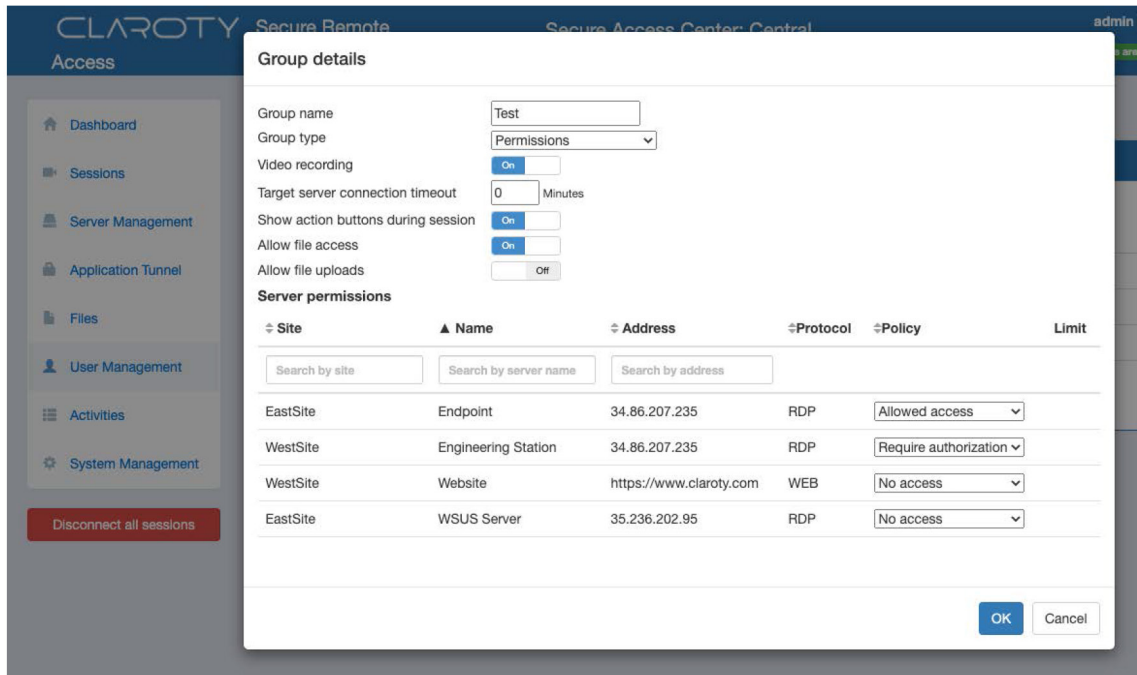 CLAROTY Secure Remote Access
Secure Access Center: Central
admin
Dashboard
Sessions
Server Management
Application Tunnel
Files
User Management
Activities
System Management
Disconnect all sessions
Group details
Group name Test
Group type Permissions
Video recording On
Target server connection timeout 0 Minutes
Show action buttons during session On
Allow file access On
Allow file uploads Off
Server permissions
Site Name Address Protocol Policy Limit
Search by site Search by server name Search by address
EastSite Endpoint 34.86.207.235 RDP Allowed access
WestSite Engineering Station 34.86.207.235 RDP Require authorization
WestSite Website https://www.claroty.com WEB No access
EastSite WSUS Server 35.236.202.95 RDP No access
OK Cancel